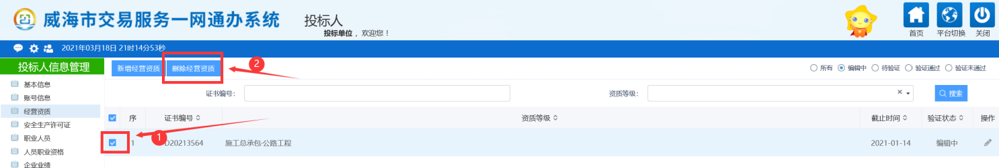 威海市交易服务一网通办系统
投标人
投标单位，欢迎您！
首页 平台切换 关闭
2021年03月18日 21时14分53秒
投标人信息管理
新增经营资质 删除经营资质 2
所有 编辑中 待验证 验证通过 验证未通过
基本信息
账号信息
经营资质
安全生产许可证
职业人员
人员职业资格
企业业绩
证书编号： 资质等级： 搜索
序 证书编号 资质等级 截止时间 验证状态 操作
1
1 D20213564 施工总承包·公路工程 2021-01-14 编辑中